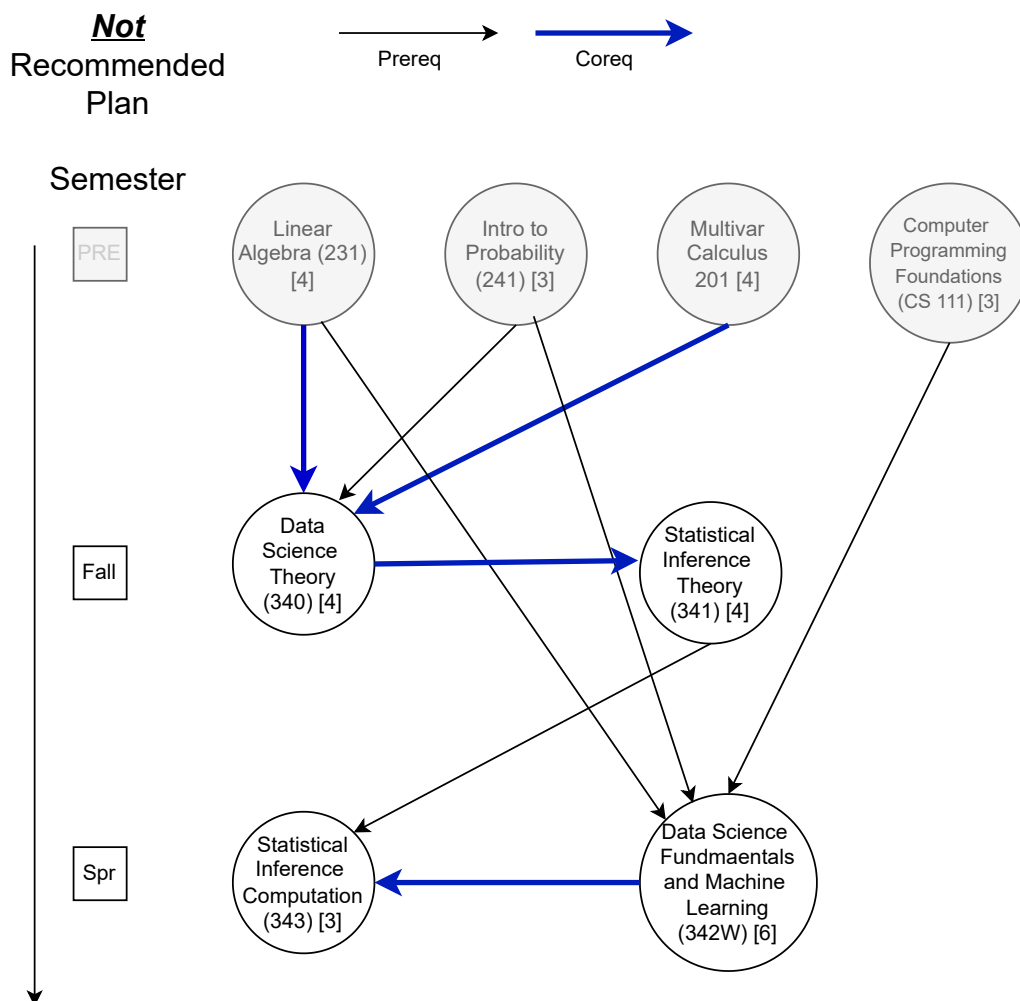 Not
Recommended
Plan
Prereq
Coreq
Semester
PRE
Linear
Algebra (231)
[4]
Intro to
Probability
(241) [3]
Multivar
Calculus
201 [4]
Computer
Programming
Foundations
(CS 111) [3]
Fall
Data
Science
Theory
(340) [4]
Statistical
Inference
Theory
(341) [4]
Spr
Statistical
Inference
Computation
(343) [3]
Data Science
Fundmaentals
and Machine
Learning
(342W) [6]